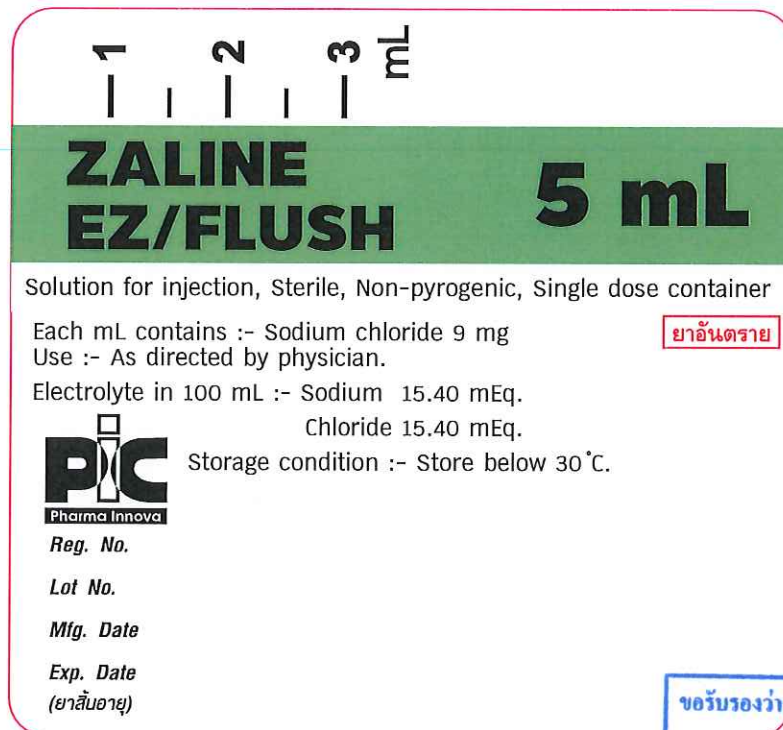 1 2 3 mL
ZALINE
EZ/FLUSH
5 mL
Solution for injection, Sterile, Non-pyrogenic, Single dose container
Each mL contains :- Sodium chloride 9 mg
ยาอันตราย
Use :- As directed by physician.
Electrolyte in 100 mL :- Sodium 15.40 mEq.
Chloride 15.40 mEq.
PiC
Pharma Innova
Storage condition :- Store below 30°C.
Reg. No.
Lot No.
Mfg. Date
Exp. Date
(ยาสิ้นอายุ)
ขอรับรองว่า